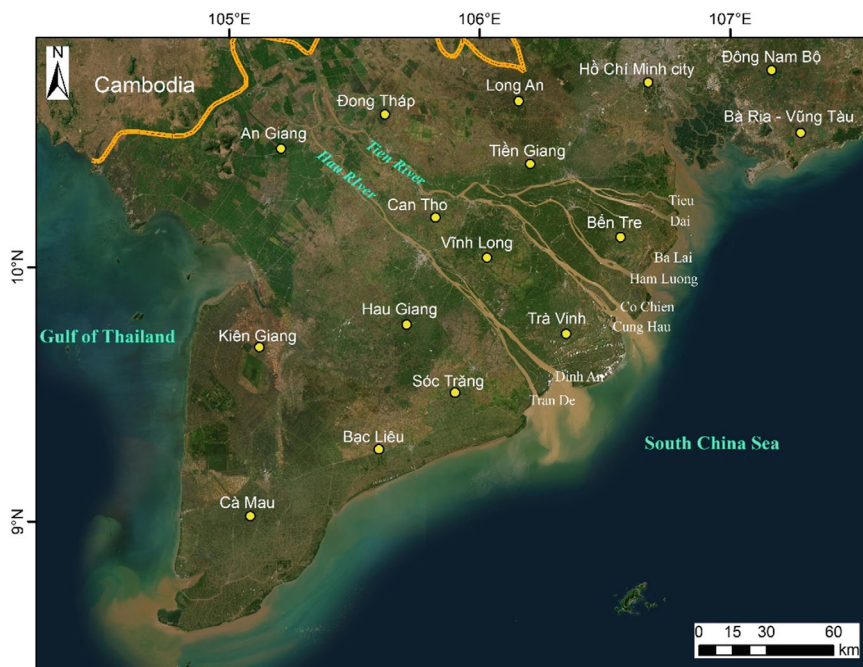 105°E
106°E
107°E
N
Cambodia
Đong Tháp
Long An
Hồ Chí Minh city
Đông Nam Bộ
Bà Rịa - Vũng Tàu
An Giang
Hau RIver
Tien River
Tiền Giang
Can Tho
Vĩnh Long
Bến Tre
Tieu
Dai
Ba Lai
Ham Luong
Co Chien
Cung Hau
10°N
Gulf of Thailand
Kiên Giang
Hau Giang
Trà Vinh
Sóc Trăng
Dinh An
Tran De
Bạc Liêu
South China Sea
Cà Mau
9°N
0 15 30 60
km